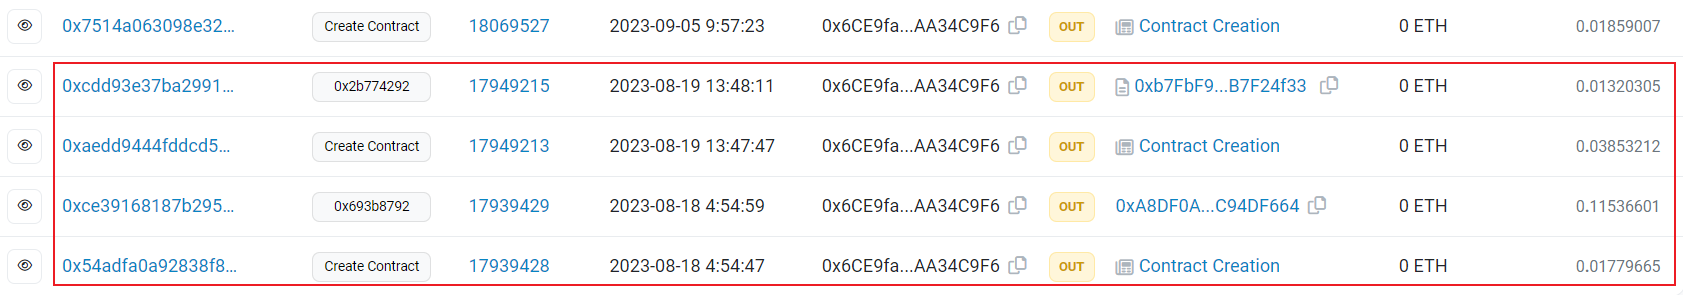 0x7514a063098e32... Create Contract 18069527 2023-09-05 9:57:23 0x6CE9fa...AA34C9F6 OUT Contract Creation 0 ETH 0.01859007
0xcdd93e37ba2991... 0x2b774292 17949215 2023-08-19 13:48:11 0x6CE9fa...AA34C9F6 OUT 0xb7FbF9...B7F24f33 0 ETH 0.01320305
0xaedd9444fddcd5... Create Contract 17949213 2023-08-19 13:47:47 0x6CE9fa...AA34C9F6 OUT Contract Creation 0 ETH 0.03853212
0xce39168187b295... 0x693b8792 17939429 2023-08-18 4:54:59 0x6CE9fa...AA34C9F6 OUT 0xA8DF0A...C94DF664 0 ETH 0.11536601
0x54adfa0a92838f8... Create Contract 17939428 2023-08-18 4:54:47 0x6CE9fa...AA34C9F6 OUT Contract Creation 0 ETH 0.01779665